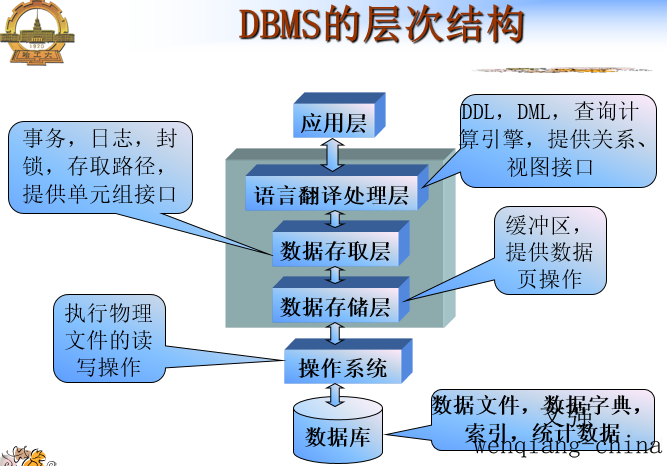 DBMS的层次结构
1920
哈工大
应用层
DDL，DML，查询计
算引擎，提供关系、
视图接口
事务，日志，封
锁，存取路径，
提供单元组接口
语言翻译处理层
数据存取层
缓冲区，
提供数据
页操作
数据存储层
执行物理
文件的读
写操作
操作系统
数据文件，数据字典，
索引，统计数据
数据库
文强
wenqiang-china